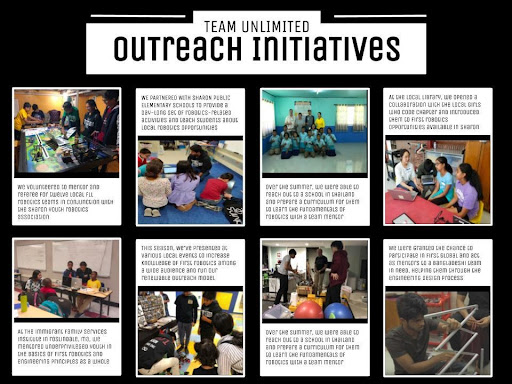 TEAM UNLIMITED
Outreach Initiatives
We volunteered to mentor and
referee for twelve local FLL
robotics teams in conjunction with
the Sharon Youth Robotics
Association
We partnered with Sharon Public
Elementary Schools to provide a
day-long set of robotics-related
activities and teach students about
local robotics opportunities
Over the summer, we were able to
reach out to a school in Thailand
and prepare a curriculum for them
to learn the fundamentals of
robotics with a team mentor
At the local library, we opened a
collaboration with the local Girls
Who Code chapter and introduced
them to FIRST robotics
opportunities available in Sharon
At the Immigrant Family Services
Institute in Roslindale, MA, we
mentored underprivileged youth in
the basics of FIRST robotics and
engineering principles as a whole
This season, we've presented at
various local events to increase
knowledge of FIRST robotics among
a wide audience and run our
renewable outreach model
Over the summer, we were able to
reach out to a school in Thailand
and prepare a curriculum for them
to learn the fundamentals of
robotics with a team mentor
We were granted the chance to
participate in FIRST Global and act
as mentors to a Bangladeshi team
in need, helping them through the
engineering design process